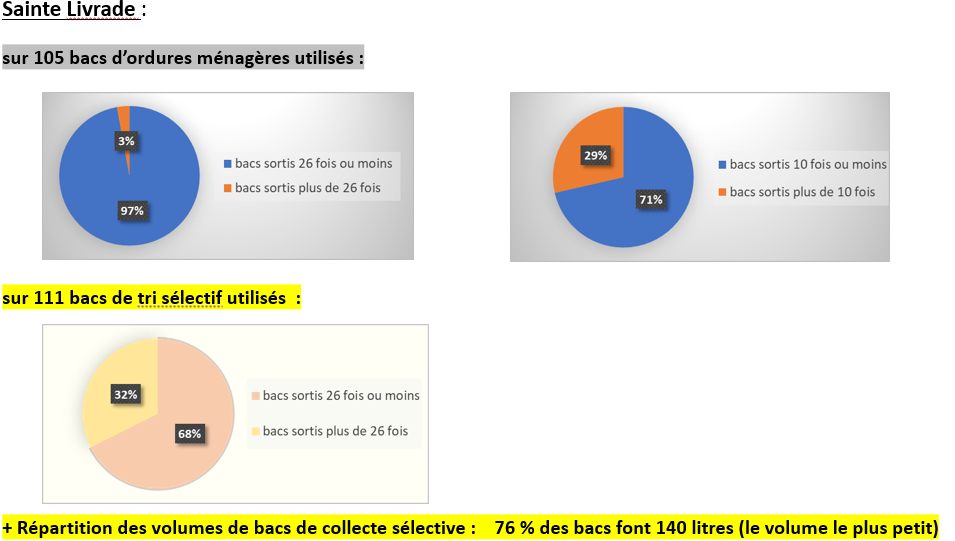 Sainte Livrade :
sur 105 bacs d’ordures ménagères utilisés :
3%
97%
bacs sortis 26 fois ou moins
bacs sortis plus de 26 fois
29%
71%
bacs sortis 10 fois ou moins
bacs sortis plus de 10 fois
sur 111 bacs de tri sélectif utilisés :
32%
68%
bacs sortis 26 fois ou moins
bacs sortis plus de 26 fois
+ Répartition des volumes de bacs de collecte sélective : 76 % des bacs font 140 litres (le volume le plus petit)